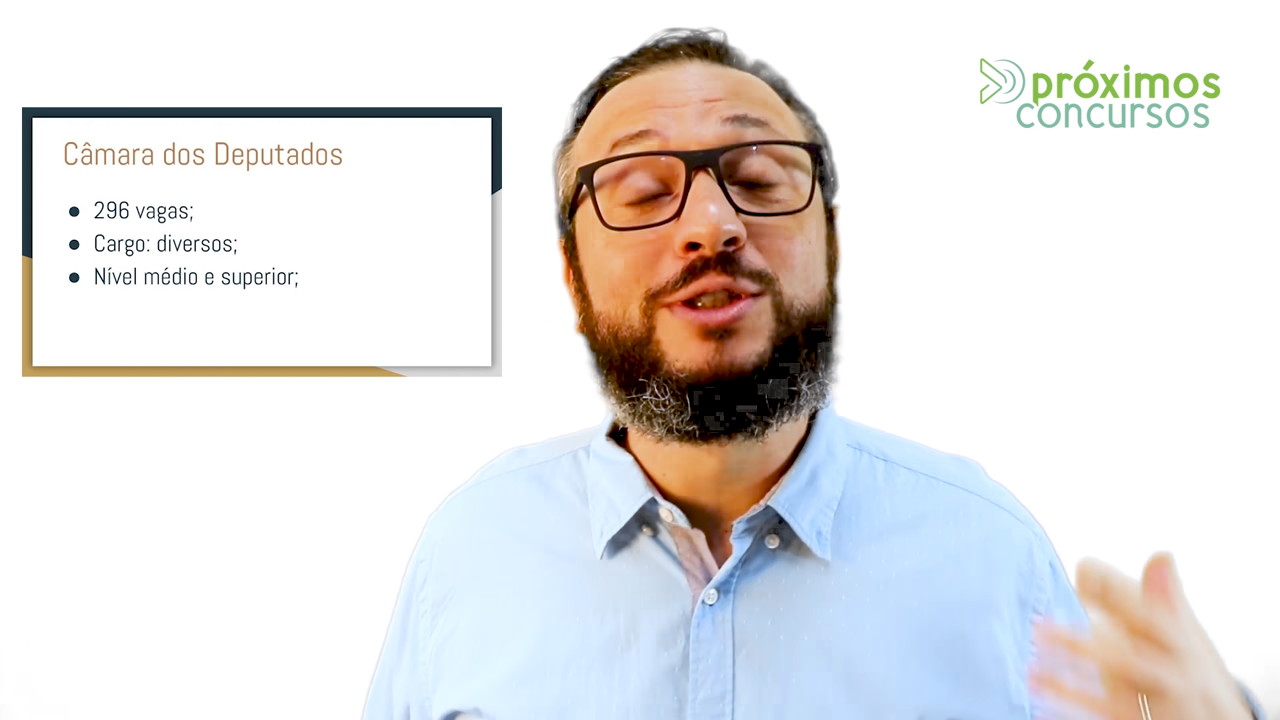 Câmara dos Deputados
● 296 vagas;
● Cargo: diversos;
● Nível médio e superior;
próximos
concursos